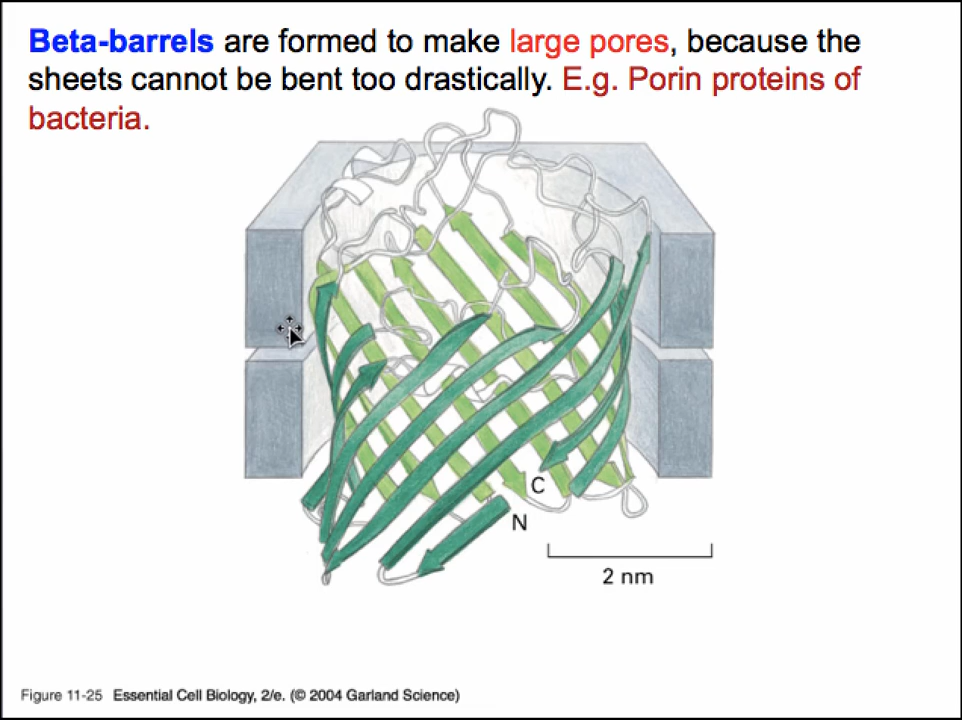 Beta-barrels are formed to make large pores, because the
sheets cannot be bent too drastically. E.g. Porin proteins of
bacteria.
C
N
2 nm
Figure 11-25 Essential Cell Biology, 2/e. (© 2004 Garland Science)